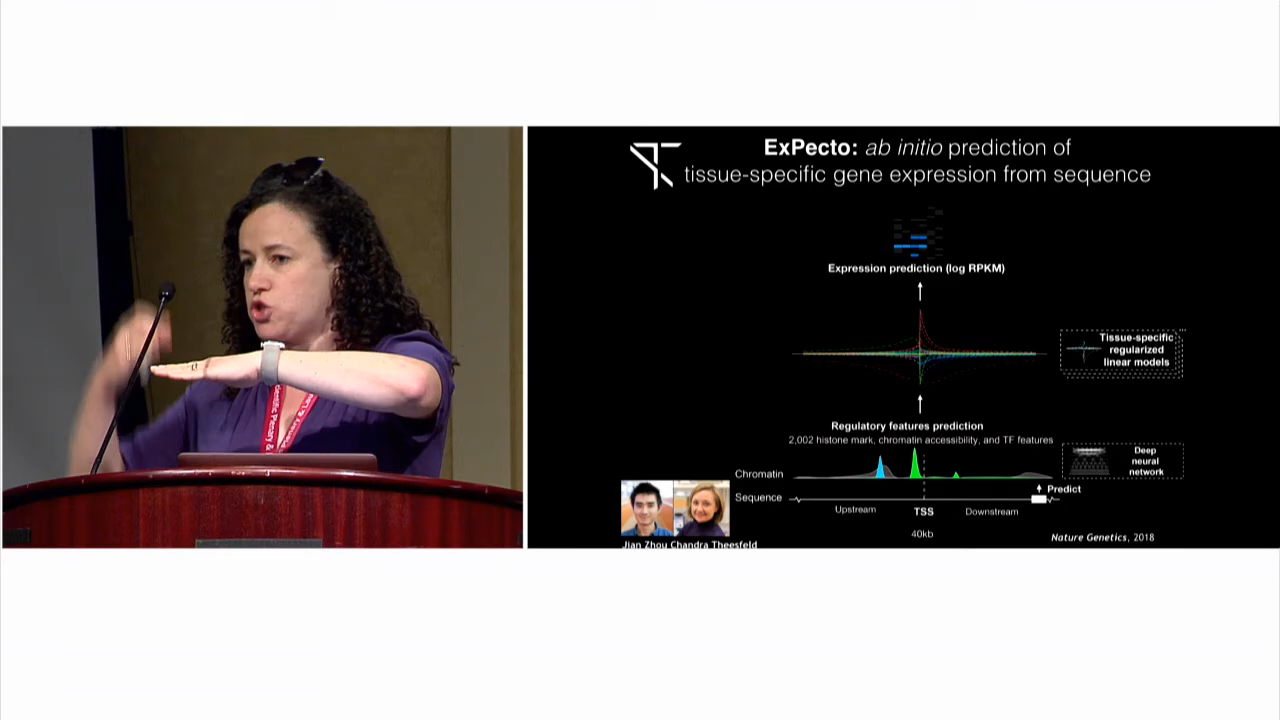 ExPecto: ab initio prediction of
tissue-specific gene expression from sequence
Expression prediction (log RPKM)
Tissue-specific
regularized
linear models
Regulatory features prediction
2,002 histone mark, chromatin accessibility, and TF features
Deep
neural
network
Chromatin
Sequence
Predict
Upstream
TSS
Downstream
40kb
Jian Zhou Chandra Theesfeld
Nature Genetics, 2018